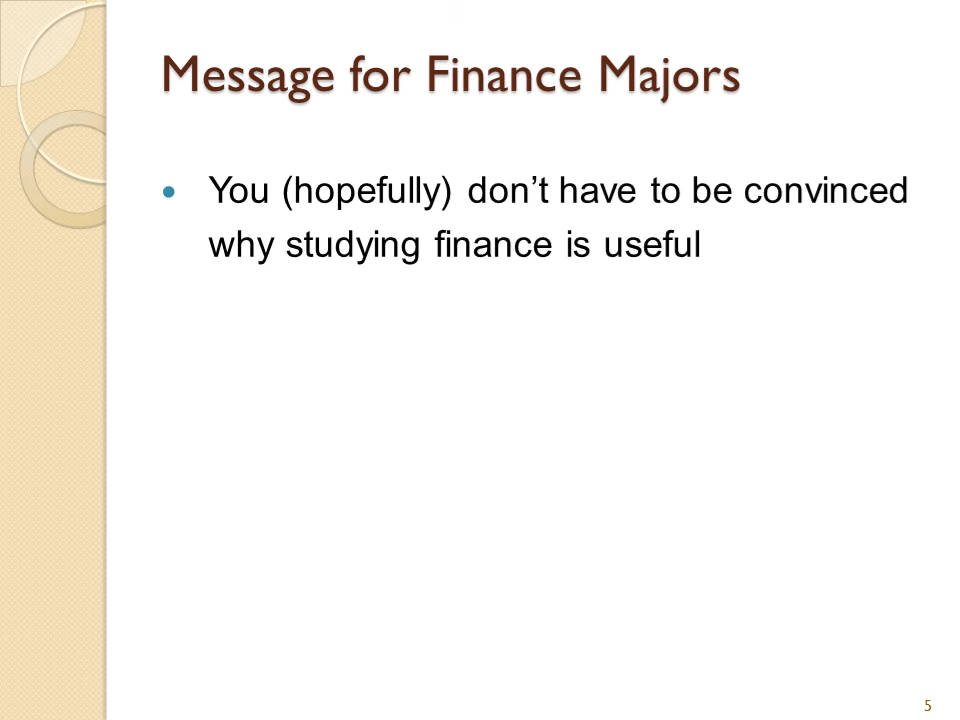 Message for Finance Majors
• You (hopefully) don’t have to be convinced
why studying finance is useful
5